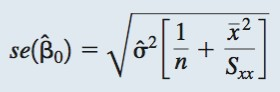 se(β̂₀) = √(σ̂² [1/n + x̄²/Sₓₓ])